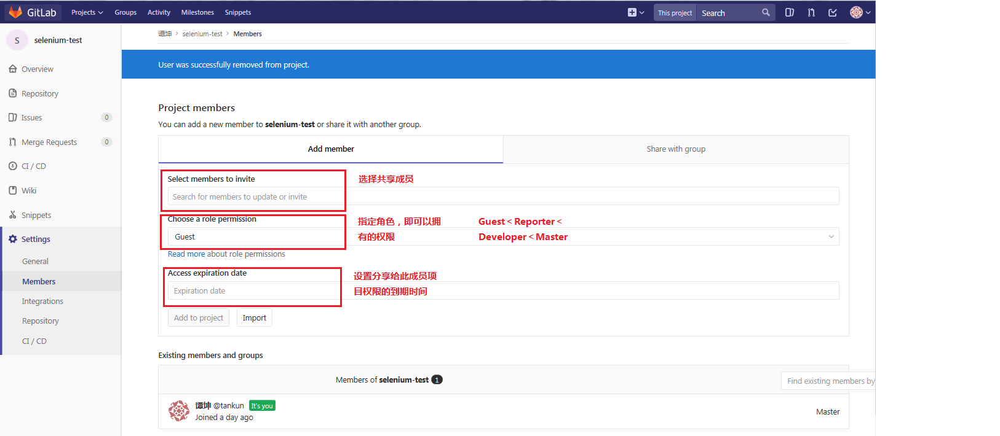 GitLab Projects Groups Activity Milestones Snippets This project Search
S selenium-test
谭坤 > selenium-test > Members
Overview
Repository
Issues 0
Merge Requests 0
CI / CD
Wiki
Snippets
Settings
General
Members
Integrations
Repository
CI / CD
User was successfully removed from project.
Project members
You can add a new member to selenium-test or share it with another group.
Add member
Share with group
Select members to invite
选择共享成员
Search for members to update or invite
Choose a role permission
指定角色，即可以拥
有的权限
Guest＜Reporter＜
Developer＜Master
Guest
Read more about role permissions
Access expiration date
设置分享给此成员项
目权限的到期时间
Expiration date
Add to project
Import
Existing members and groups
Members of selenium-test 1
Find existing members by
谭坤 @tankun It's you
Joined a day ago
Master